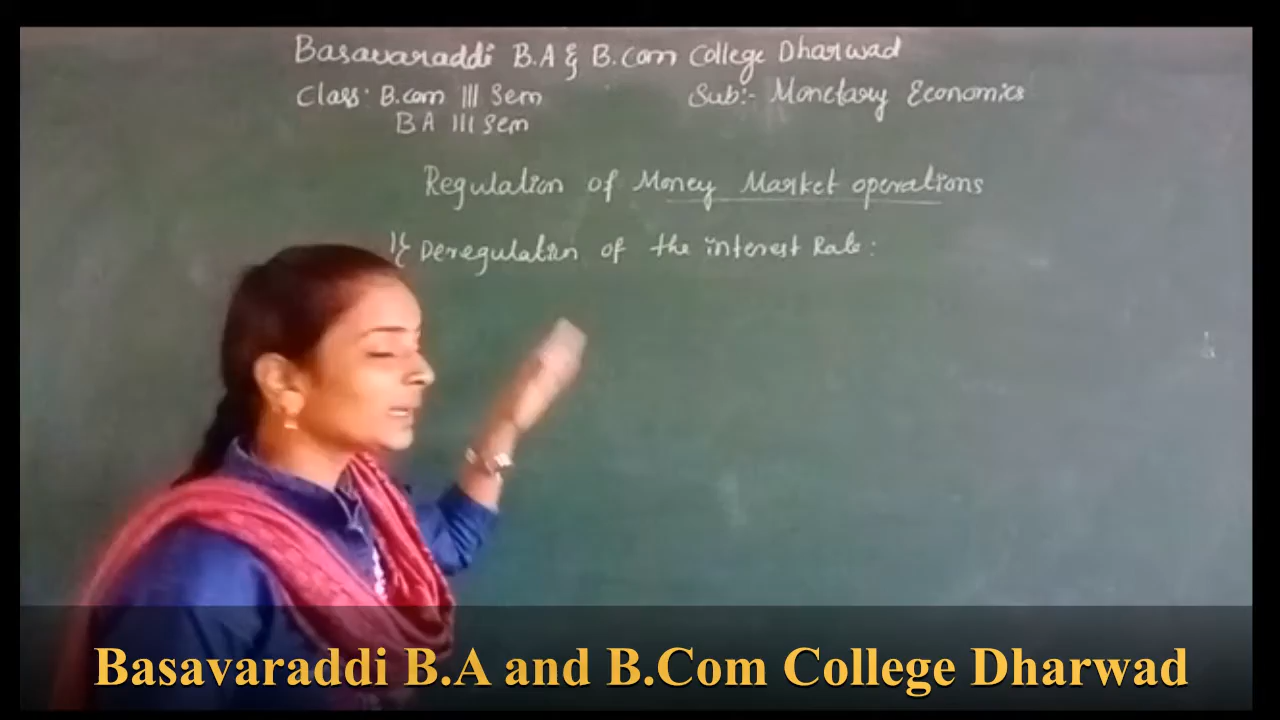 Basavaraddi B.A & B.Com College Dharwad
Class: B.com III Sem
Sub:- Monetary Economics
BA III Sem
Regulation of Money Market operations
1} Deregulation of the interest Rate:
Basavaraddi B.A and B.Com College Dharwad